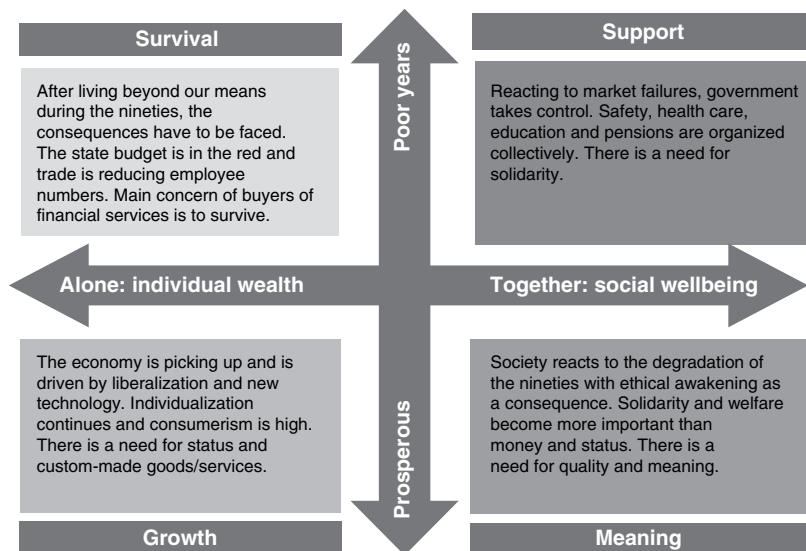 Survival
After living beyond our means
during the nineties, the
consequences have to be faced.
The state budget is in the red and
trade is reducing employee
numbers. Main concern of buyers of
financial services is to survive.
Poor years
Support
Reacting to market failures, government
takes control. Safety, health care,
education and pensions are organized
collectively. There is a need for
solidarity.
Alone: individual wealth
Together: social wellbeing
The economy is picking up and is
driven by liberalization and new
technology. Individualization
continues and consumerism is high.
There is a need for status and
custom-made goods/services.
Growth
Prosperous
Society reacts to the degradation of
the nineties with ethical awakening as
a consequence. Solidarity and welfare
become more important than
money and status. There is a
need for quality and meaning.
Meaning